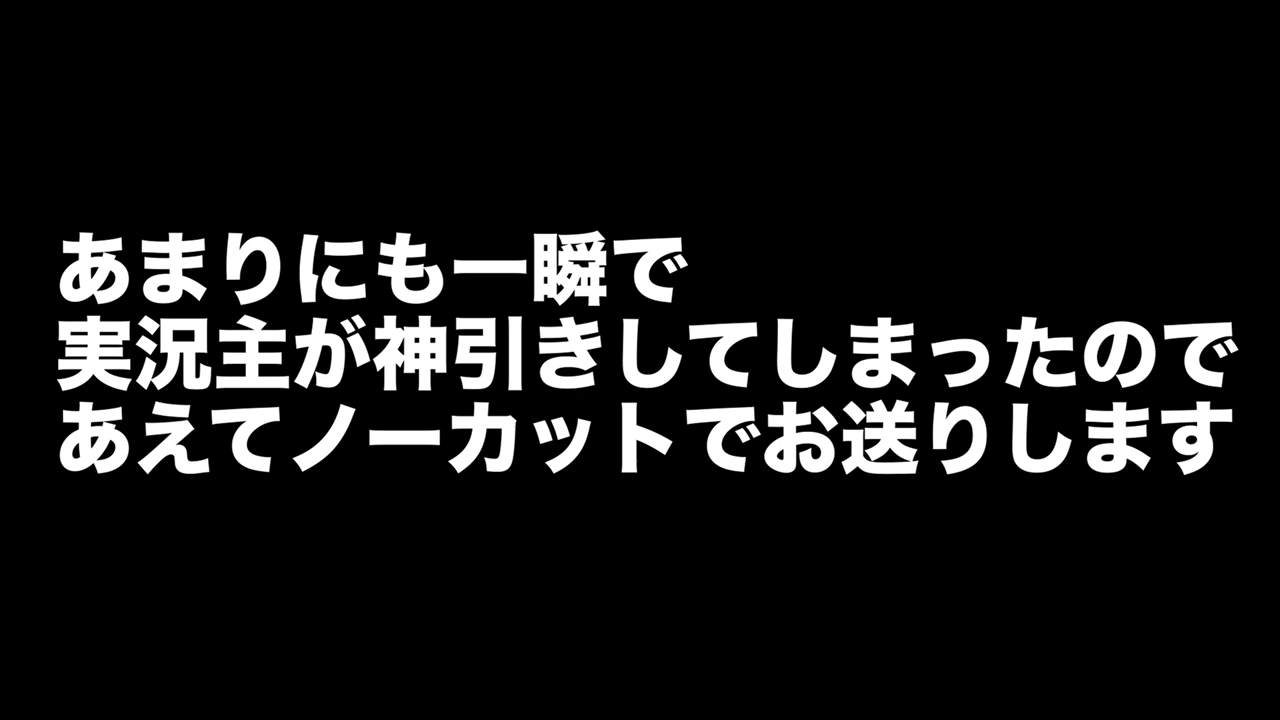 あまりにも一瞬で
実況主が神引きしてしまったので
あえてノーカットでお送りします